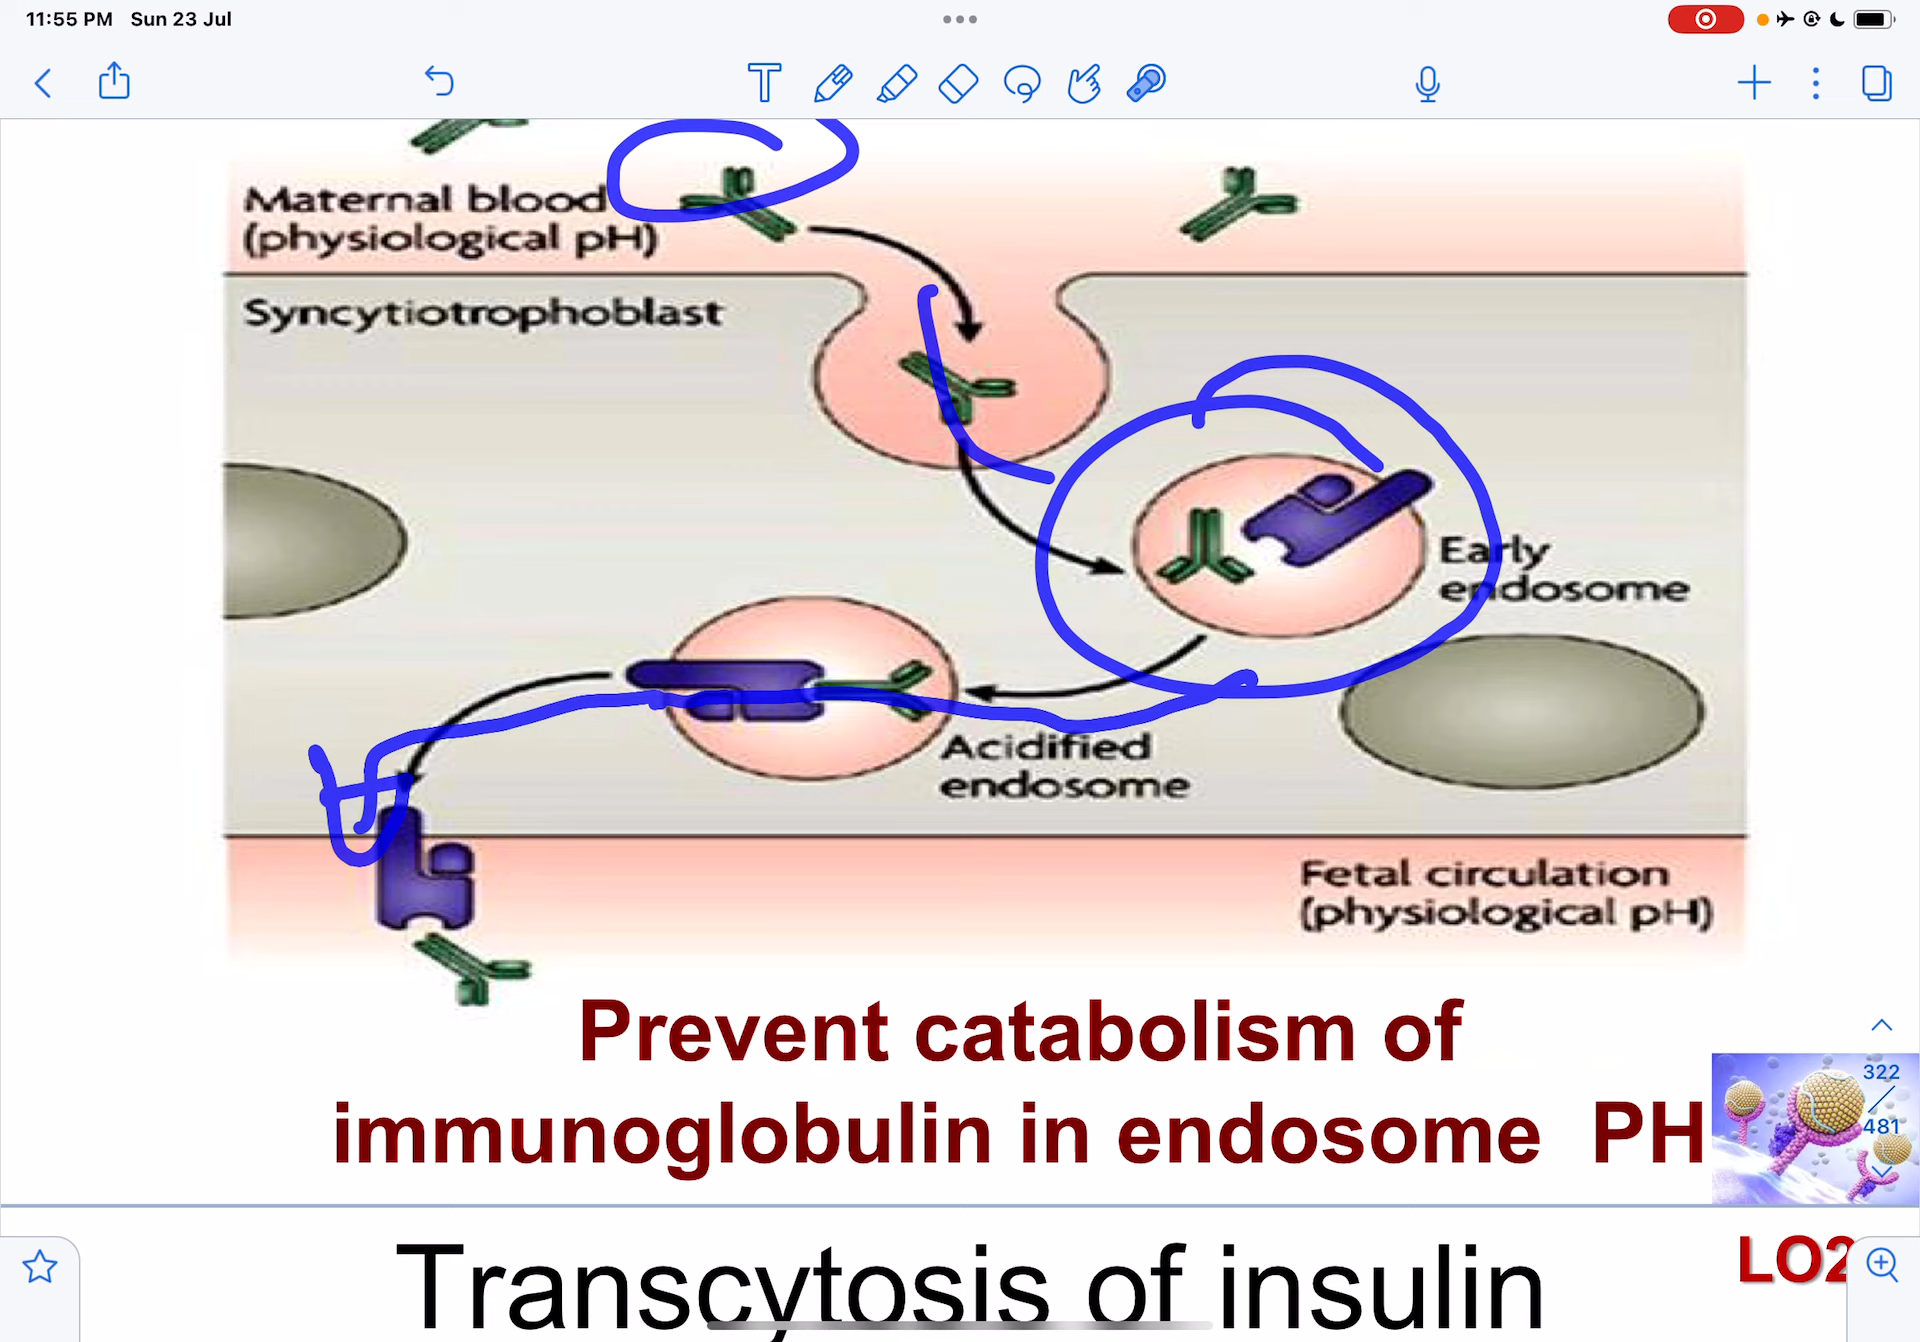 11:55 PM Sun 23 Jul
Maternal blood
(physiological pH)
Syncytiotrophoblast
Early
endosome
Acidified
endosome
Fetal circulation
(physiological pH)
Prevent catabolism of
immunoglobulin in endosome PH
322
481
Transcytosis of insulin
LO2